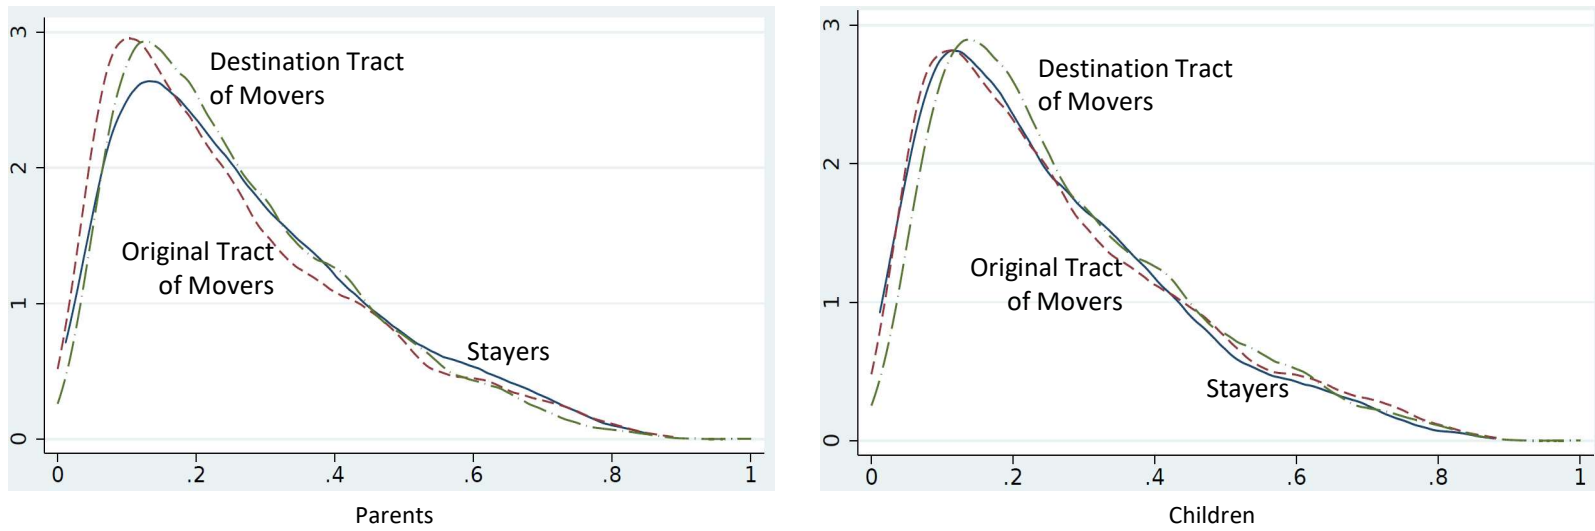 3
2
1
0
Destination Tract
of Movers
Original Tract
of Movers
Stayers
0 .2 .4 .6 .8 1
Parents
3
2
1
0
Destination Tract
of Movers
Original Tract
of Movers
Stayers
0 .2 .4 .6 .8 1
Children